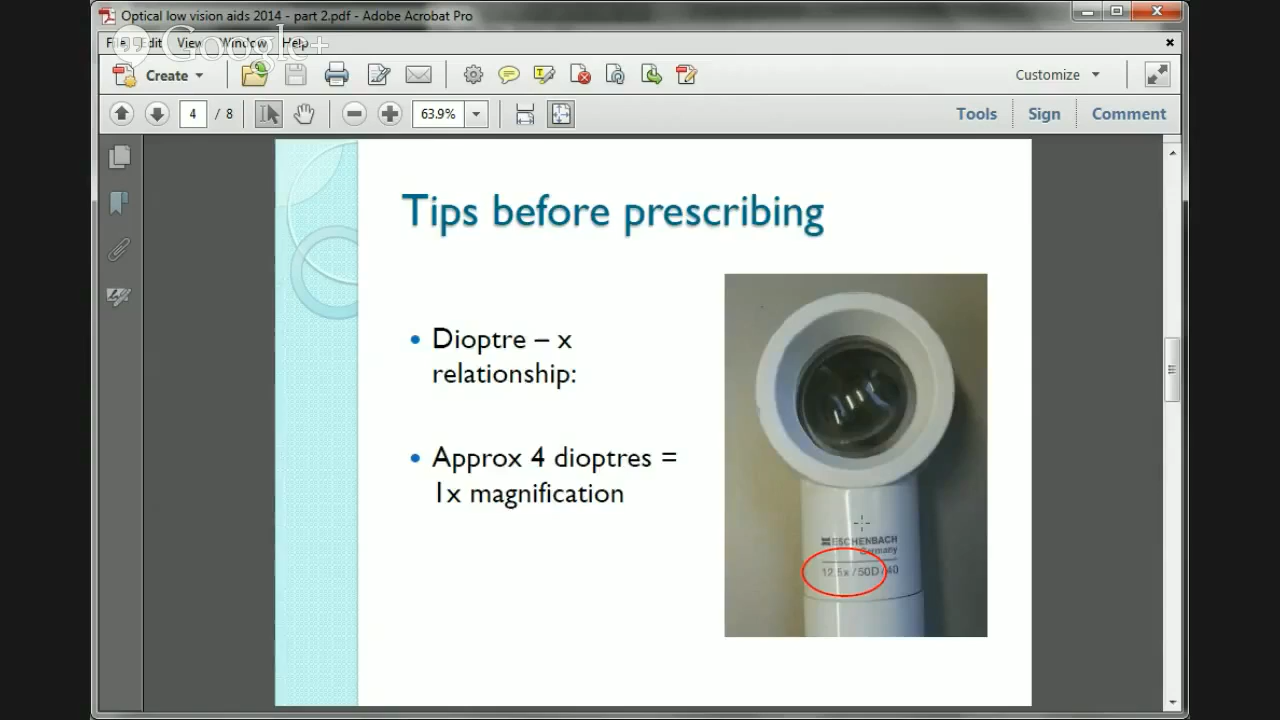 Optical low vision aids 2014 - part 2.pdf - Adobe Acrobat Pro
File Edit View Window Help
Google+
Create
Customize
4 / 8
63.9%
Tools Sign Comment
Tips before prescribing
• Dioptre – x
relationship:
• Approx 4 dioptres =
1x magnification
ESCHENBACH
Germany
12,5x / 50D / 40